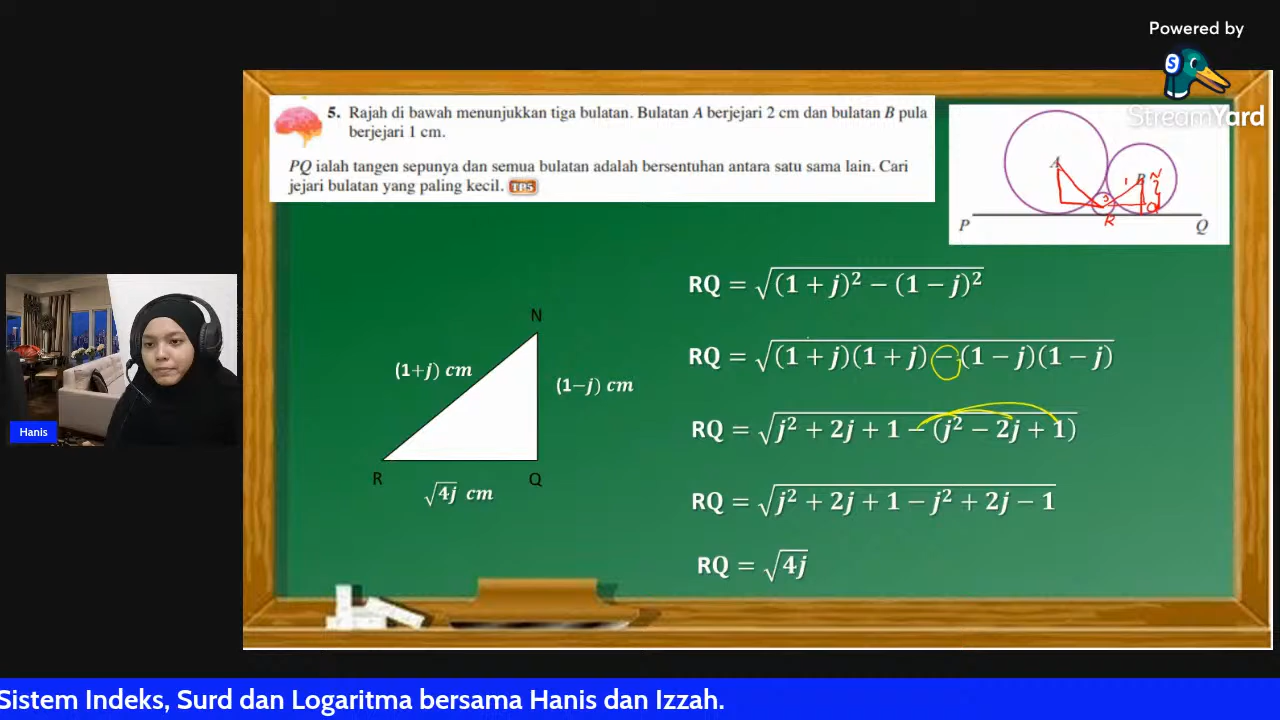 Powered by
StreamYard
5. Rajah di bawah menunjukkan tiga bulatan. Bulatan A berjejari 2 cm dan bulatan B pula
berjejari 1 cm.
PQ ialah tangen sepunya dan semua bulatan adalah bersentuhan antara satu sama lain. Cari
jejari bulatan yang paling kecil. TP5
A
1
B
N
R
P
Q
RQ = √((1 + j)² − (1 − j)²)
RQ = √((1 + j)(1 + j) − (1 − j)(1 − j))
RQ = √(j² + 2j + 1 − (j² − 2j + 1))
RQ = √(j² + 2j + 1 − j² + 2j − 1)
RQ = √4j
N
(1+j) cm
(1−j) cm
R
Q
√4j cm
Hanis
Sistem Indeks, Surd dan Logaritma bersama Hanis dan Izzah.